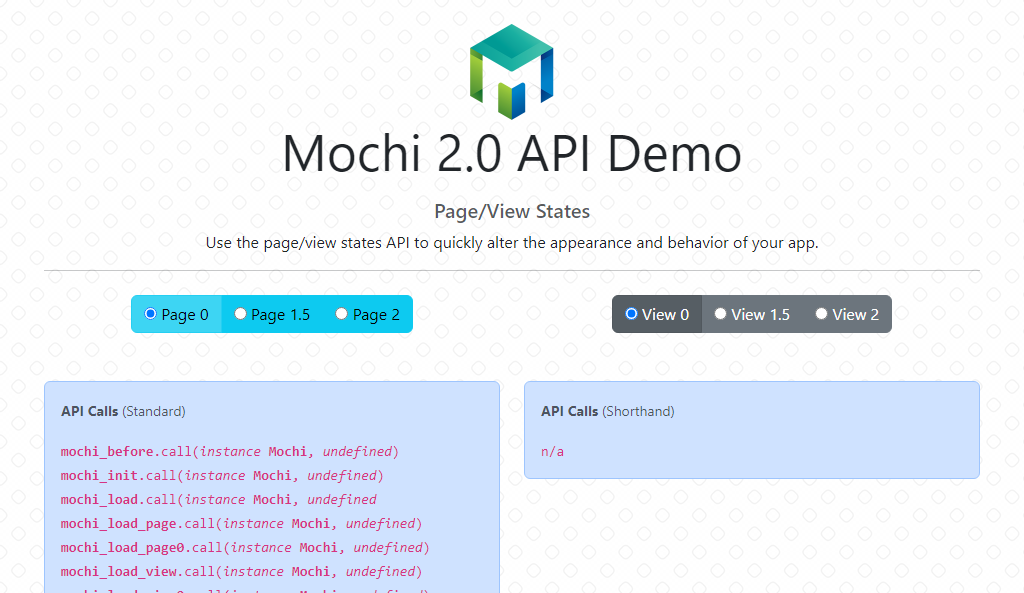 Mochi 2.0 API Demo
Page/View States
Use the page/view states API to quickly alter the appearance and behavior of your app.
Page 0 Page 1.5 Page 2
View 0 View 1.5 View 2
API Calls (Standard)
mochi_before.call(instance Mochi, undefined)
mochi_init.call(instance Mochi, undefined)
mochi_load.call(instance Mochi, undefined
mochi_load_page.call(instance Mochi, undefined)
mochi_load_page0.call(instance Mochi, undefined)
mochi_load_view.call(instance Mochi, undefined)
API Calls (Shorthand)
n/a